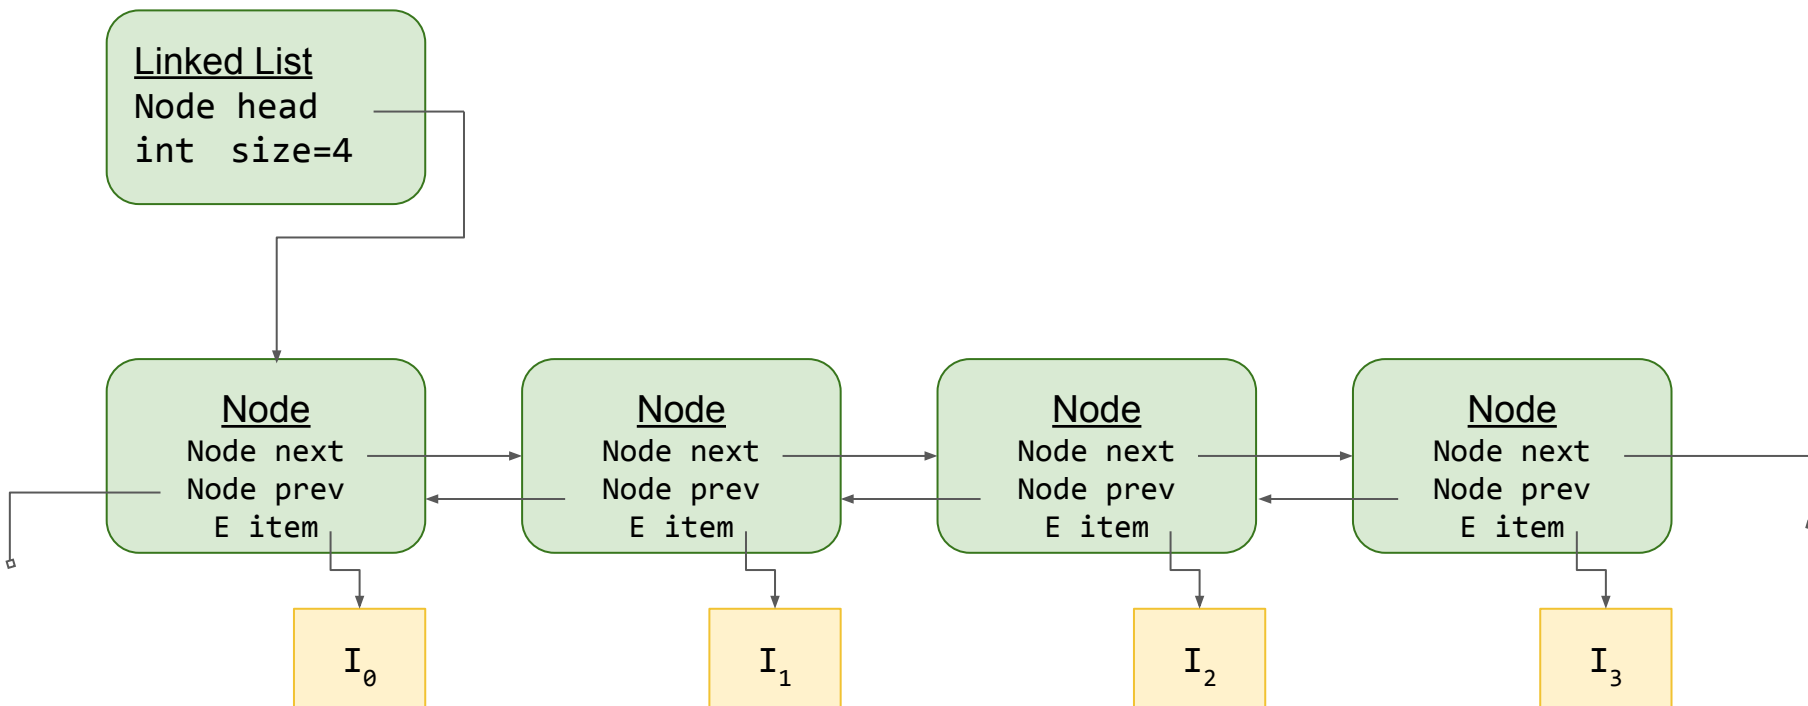 Linked List
Node head
int size=4
Node
Node next
Node prev
E item
Node
Node next
Node prev
E item
Node
Node next
Node prev
E item
Node
Node next
Node prev
E item
I₀
I₁
I₂
I₃